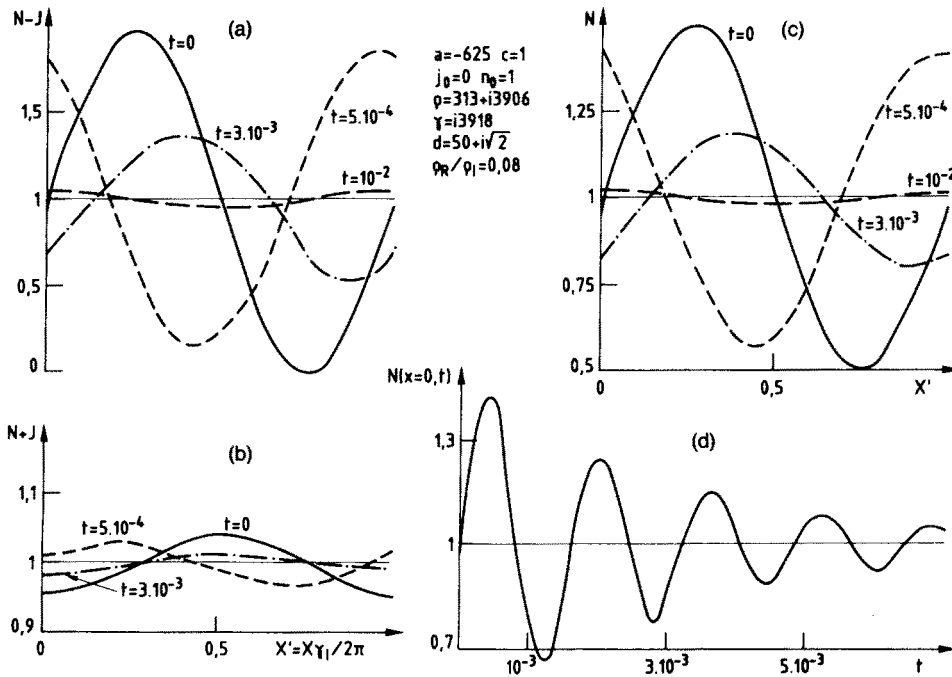 N-J
(a)
t=0
1,5
t=3.10⁻³
t=5.10⁻⁴
1
t=10⁻²
0,5
0
a=-625 c=1
j₀=0 n₀=1
ρ=313+i3906
γ=i3918
d=50+i√2
ρR/ρI=0,08
N
(c)
t=0
1,25
t=5.10⁻⁴
1
t=10⁻²
t=3.10⁻³
0,75
0,5
0
0,5
X'
N+J
(b)
1,1
t=5.10⁻⁴
t=0
1
t=3.10⁻³
0,9
0
0,5
X'=XγI/2π
N(x=0,t)
(d)
1,3
1
0,7
10⁻³
3.10⁻³
5.10⁻³
t